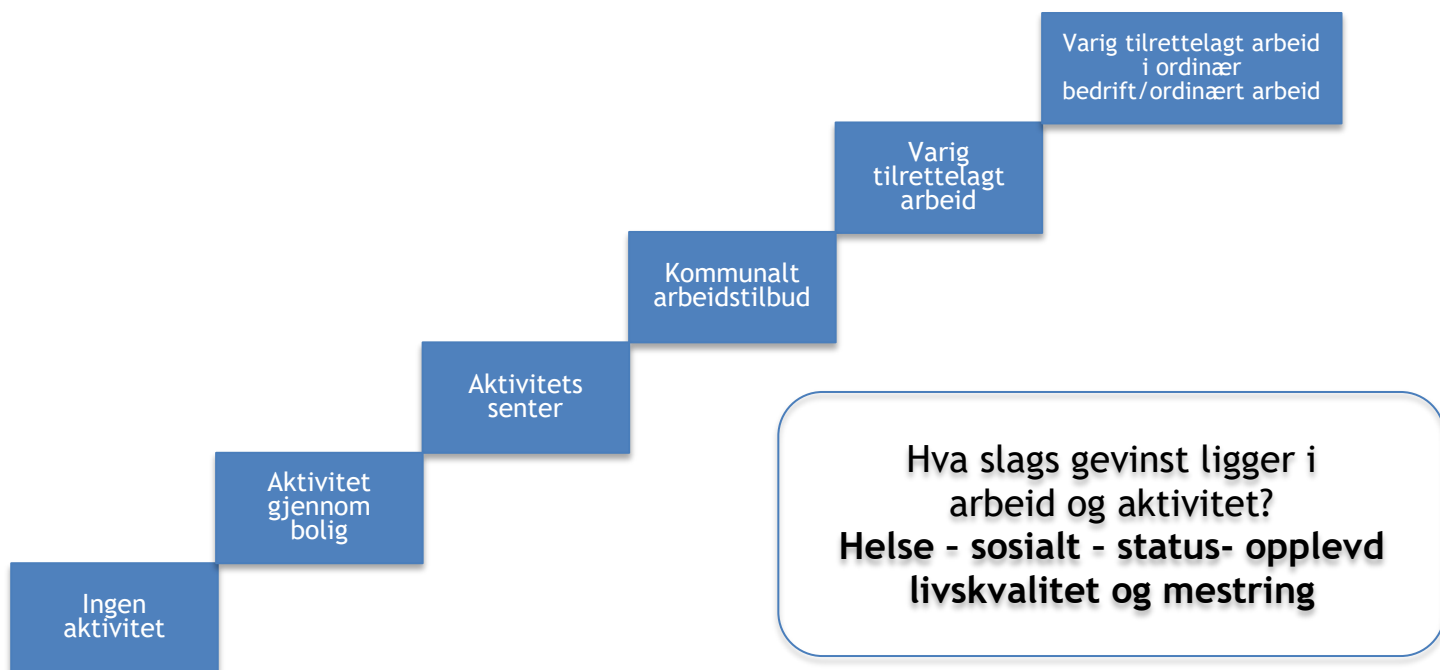 Varig tilrettelagt arbeid
i ordinær
bedrift/ordinært arbeid
Varig
tilrettelagt
arbeid
Kommunalt
arbeidstilbud
Aktivitets
senter
Aktivitet
gjennom
bolig
Ingen
aktivitet
Hva slags gevinst ligger i
arbeid og aktivitet?
Helse - sosialt - status- opplevd
livskvalitet og mestring